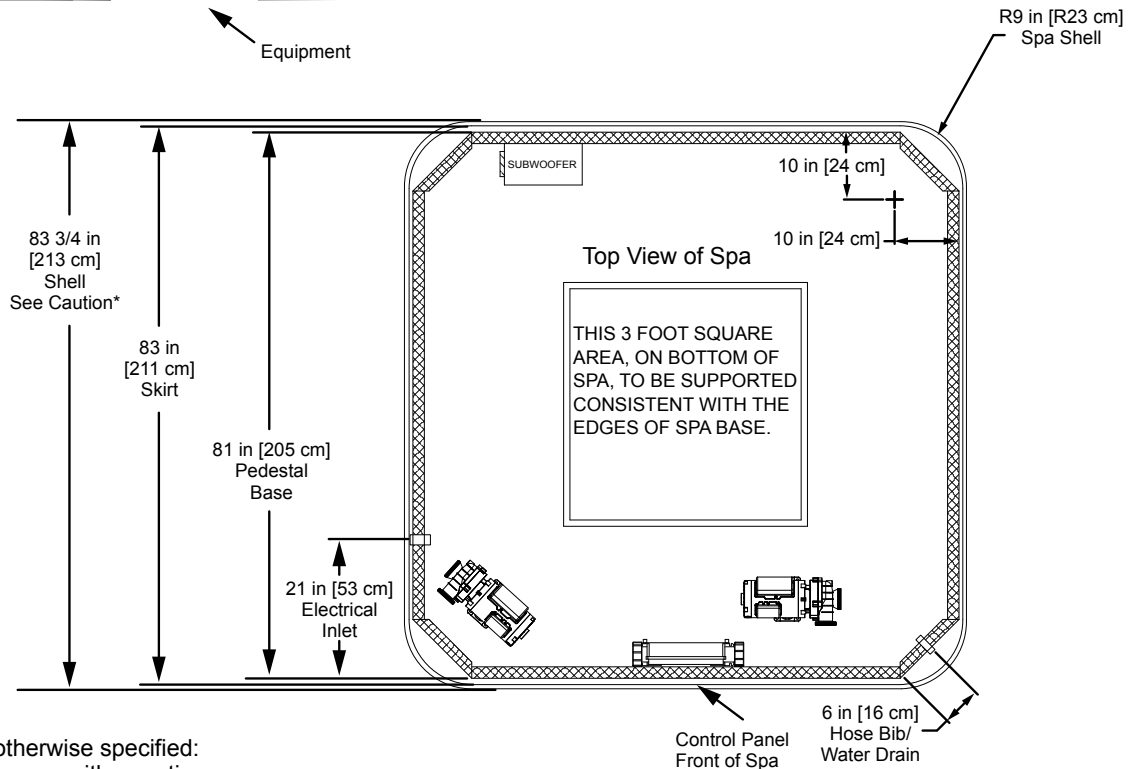 Equipment
R9 in [R23 cm]
Spa Shell
SUBWOOFER
10 in [24 cm]
10 in [24 cm]
Top View of Spa
83 3/4 in
[213 cm]
Shell
See Caution*
83 in
[211 cm]
Skirt
81 in [205 cm]
Pedestal
Base
THIS 3 FOOT SQUARE
AREA, ON BOTTOM OF
SPA, TO BE SUPPORTED
CONSISTENT WITH THE
EDGES OF SPA BASE.
21 in [53 cm]
Electrical
Inlet
6 in [16 cm]
Hose Bib/
Water Drain
Control Panel
Front of Spa
otherwise specified: